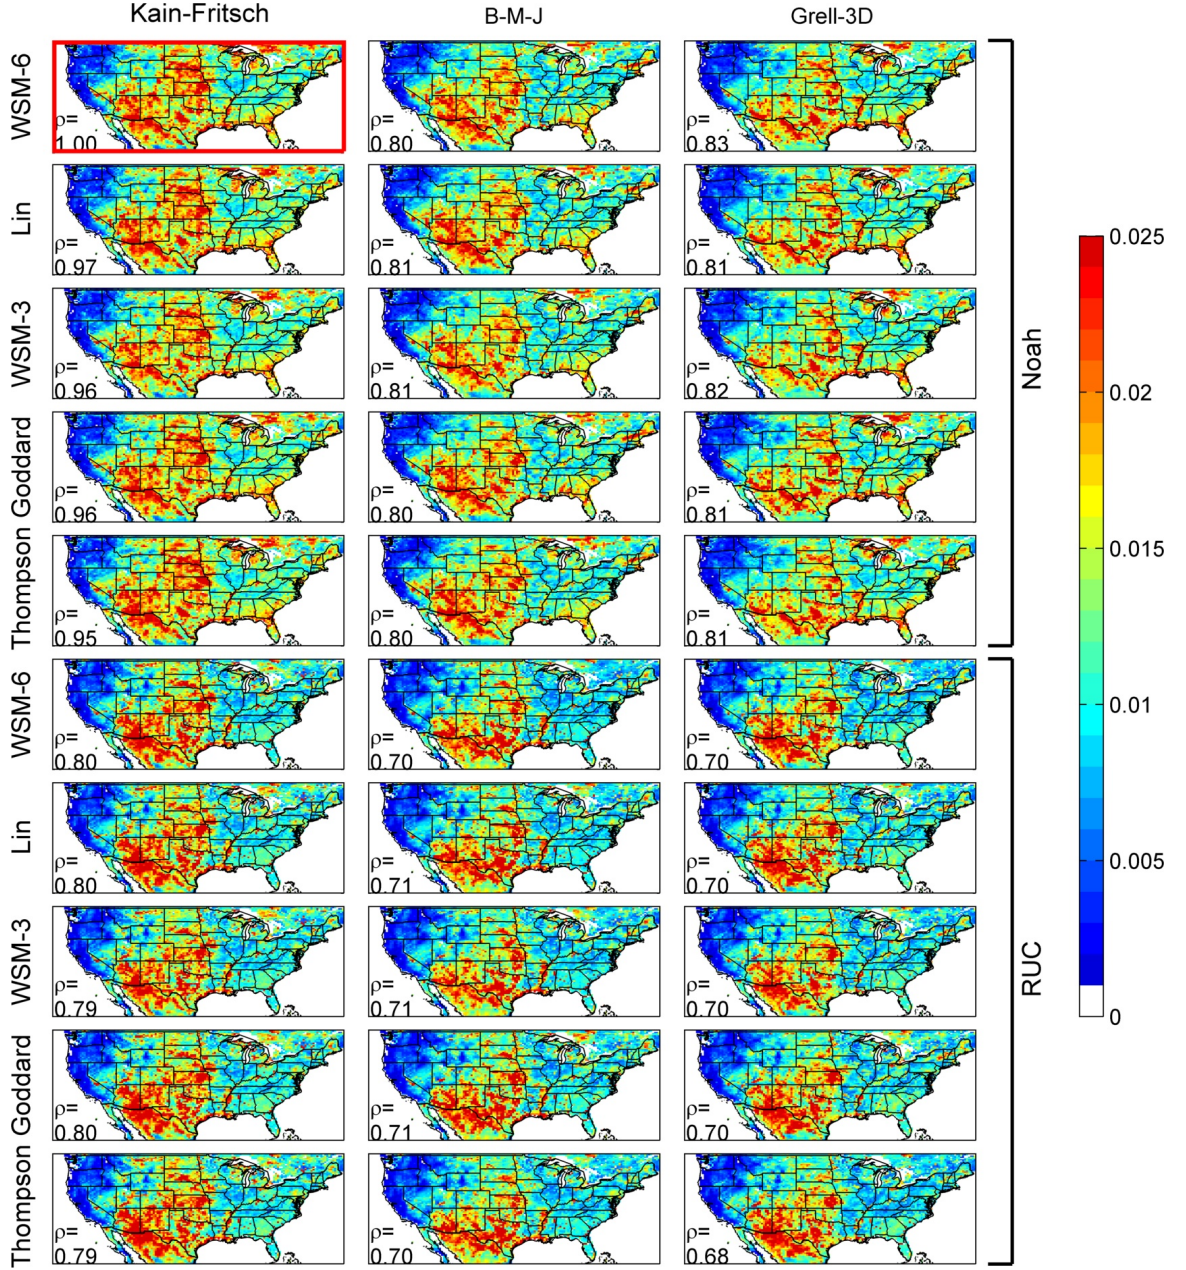 Kain-Fritsch B-M-J Grell-3D
WSM-6
ρ=
1.00
ρ=
0.80
ρ=
0.83
Lin
ρ=
0.97
ρ=
0.81
ρ=
0.81
WSM-3
ρ=
0.96
ρ=
0.81
ρ=
0.82
Goddard
ρ=
0.96
ρ=
0.80
ρ=
0.81
Thompson
ρ=
0.95
ρ=
0.80
ρ=
0.81
Noah
WSM-6
ρ=
0.80
ρ=
0.70
ρ=
0.70
Lin
ρ=
0.80
ρ=
0.71
ρ=
0.70
WSM-3
ρ=
0.79
ρ=
0.71
ρ=
0.70
Goddard
ρ=
0.80
ρ=
0.71
ρ=
0.70
Thompson
ρ=
0.79
ρ=
0.70
ρ=
0.68
RUC
0.025
0.02
0.015
0.01
0.005
0